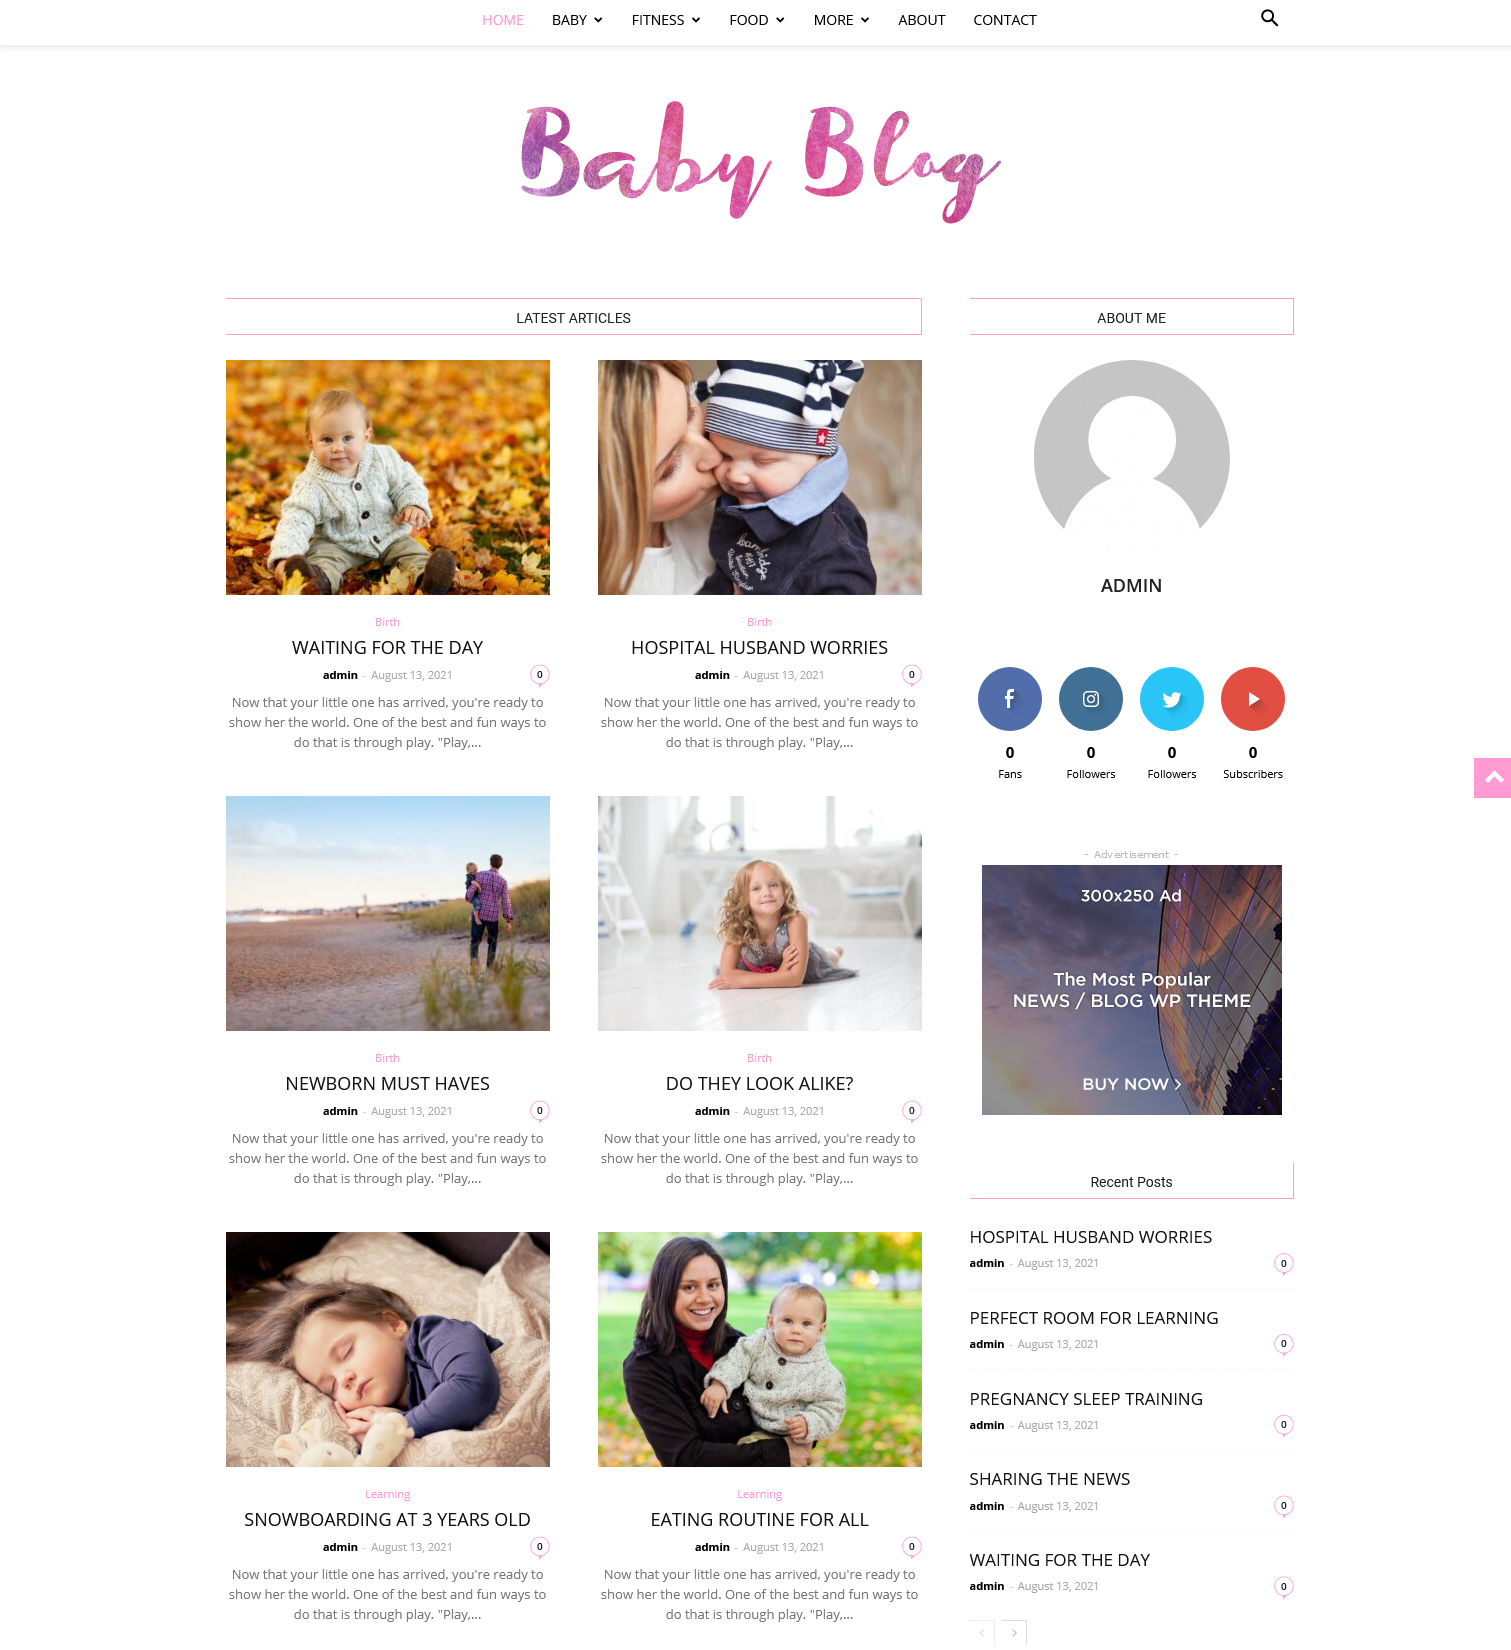 HOME BABY FITNESS FOOD MORE ABOUT CONTACT
Baby Blog
LATEST ARTICLES
Birth
WAITING FOR THE DAY
admin - August 13, 2021 0
Now that your little one has arrived, you're ready to
show her the world. One of the best and fun ways to
do that is through play. "Play,...
Birth
HOSPITAL HUSBAND WORRIES
admin - August 13, 2021 0
Now that your little one has arrived, you're ready to
show her the world. One of the best and fun ways to
do that is through play. "Play,...
Birth
NEWBORN MUST HAVES
admin - August 13, 2021 0
Now that your little one has arrived, you're ready to
show her the world. One of the best and fun ways to
do that is through play. "Play,...
Birth
DO THEY LOOK ALIKE?
admin - August 13, 2021 0
Now that your little one has arrived, you're ready to
show her the world. One of the best and fun ways to
do that is through play. "Play,...
Learning
SNOWBOARDING AT 3 YEARS OLD
admin - August 13, 2021 0
Now that your little one has arrived, you're ready to
show her the world. One of the best and fun ways to
do that is through play. "Play,...
Learning
EATING ROUTINE FOR ALL
admin - August 13, 2021 0
Now that your little one has arrived, you're ready to
show her the world. One of the best and fun ways to
do that is through play. "Play,...
ABOUT ME
ADMIN
0 0 0 0
Fans Followers Followers Subscribers
- Advertisement -
300x250 Ad
The Most Popular
NEWS / BLOG WP THEME
BUY NOW >
Recent Posts
HOSPITAL HUSBAND WORRIES
admin - August 13, 2021 0
PERFECT ROOM FOR LEARNING
admin - August 13, 2021 0
PREGNANCY SLEEP TRAINING
admin - August 13, 2021 0
SHARING THE NEWS
admin - August 13, 2021 0
WAITING FOR THE DAY
admin - August 13, 2021 0